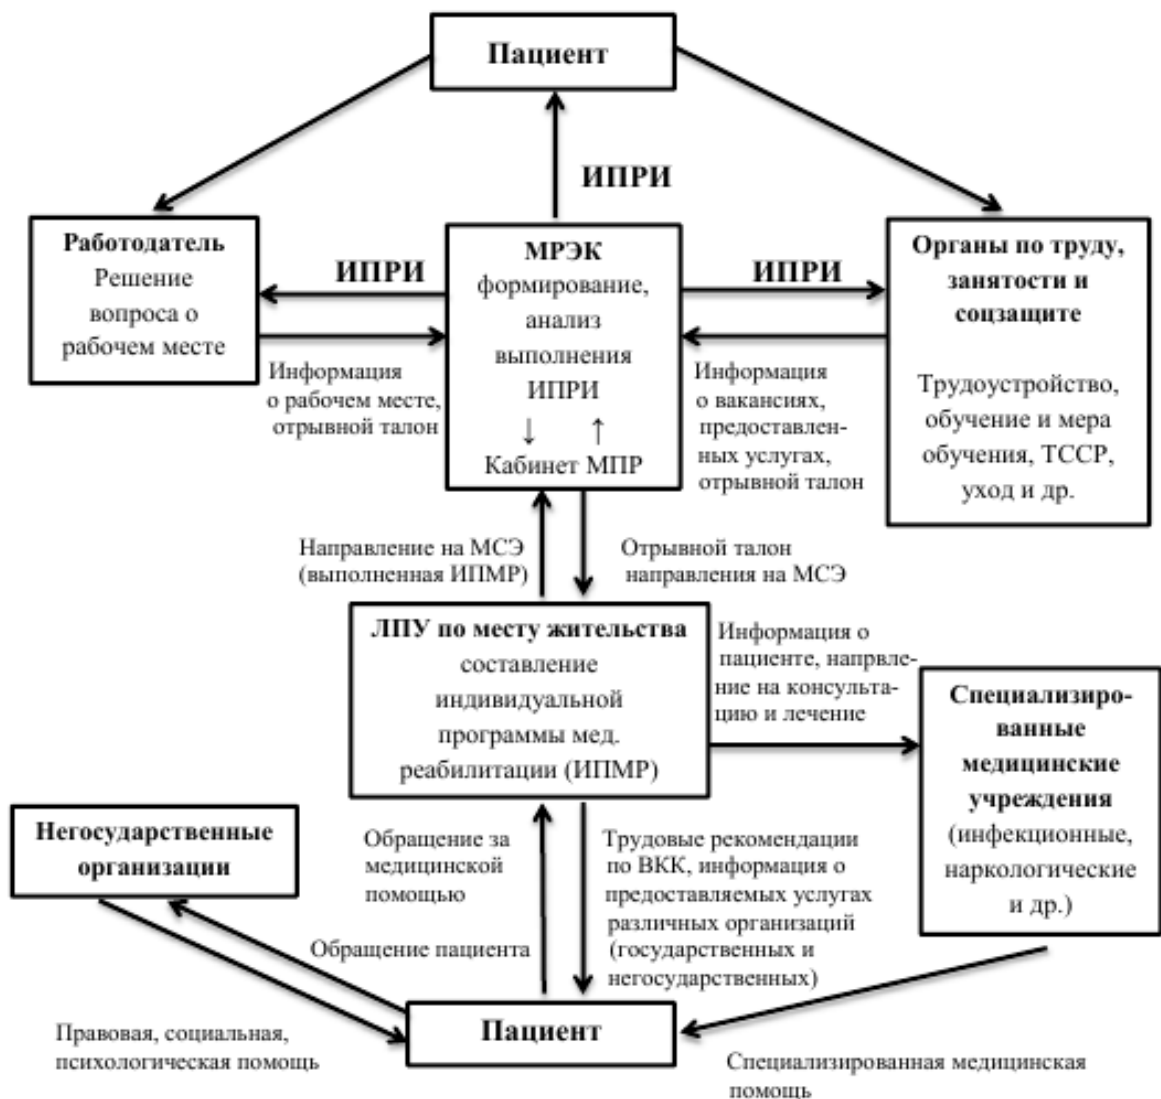 Пациент
ИПРИ
Работодатель
Решение
вопроса о
рабочем месте
ИПРИ
МРЭК
формирование,
анализ
выполнения
ИПРИ
↓ ↑
Кабинет МПР
ИПРИ
Органы по труду,
занятости и
соцзащите
Трудоустройство,
обучение и мера
обучения, ТССР,
уход и др.
Информация
о рабочем месте,
отрывной талон
Информация
о вакансиях,
предоставлен-
ных услугах,
отрывной талон
Направление на МСЭ
(выполненная ИПМР)
Отрывной талон
направления на МСЭ
ЛПУ по месту жительства
составление
индивидуальной
программы мед.
реабилитации (ИПМР)
Информация о
пациенте, напрвле-
ние на консульта-
цию и лечение
Специализиро-
ванные
медицинские
учреждения
(инфекционные,
наркологические
и др.)
Негосударственные
организации
Обращение за
медицинской
помощью
Трудовые рекомендации
по ВКК, информация о
предоставляемых услугах
различных организаций
(государственных и
негосударственных)
Обращение пациента
Пациент
Правовая, социальная,
психологическая помощь
Специализированная медицинская
помощь